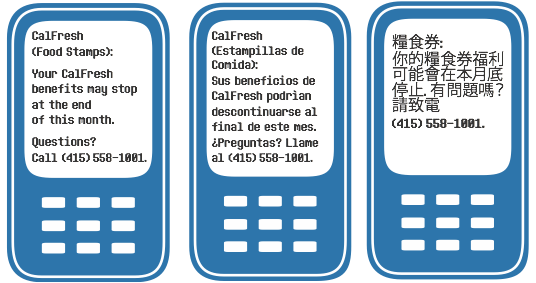 CalFresh
(Food Stamps):
Your CalFresh
benefits may stop
at the end
of this month.
Questions?
Call (415) 558-1001.
CalFresh
(Estampillas de
Comida):
Sus beneficios de
CalFresh podrian
descontinuarse al
final de este mes.
¿Preguntas? Llame
al (415) 558-1001.
糧食券:
你的糧食券福利
可能會在本月底
停止. 有問題嗎?
請致電
(415) 558-1001.